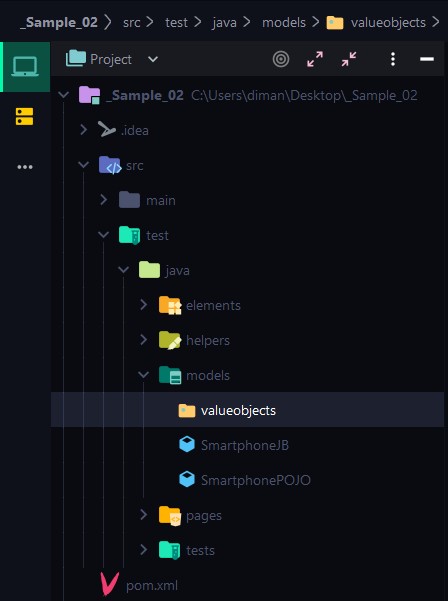 _Sample_02 > src > test > java > models > valueobjects >
Project
_Sample_02 C:\Users\diman\Desktop\_Sample_02
.idea
src
main
test
java
elements
helpers
models
valueobjects
SmartphoneJB
SmartphonePOJO
pages
tests
pom.xml